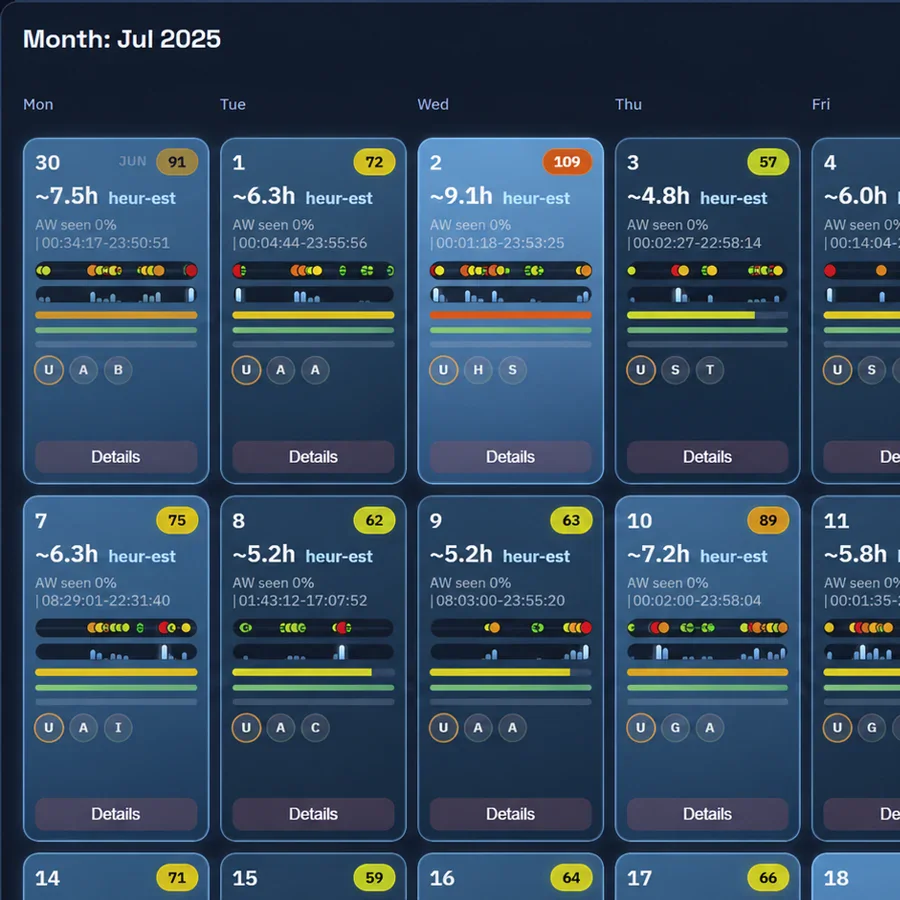 Month: Jul 2025
Mon Tue Wed Thu Fri
30 JUN 91 1 72 2 109 3 57 4
~7.5h heur-est ~6.3h heur-est ~9.1h heur-est ~4.8h heur-est ~6.0h
AW seen 0% AW seen 0% AW seen 0% AW seen 0% AW seen 0%
|00:34:17-23:50:51 |00:04:44-23:55:56 |00:01:18-23:53:25 |00:02:27-22:58:14 |00:14:04-
U A B U A A U H S U S T U S
Details Details Details Details De
7 75 8 62 9 63 10 89 11
~6.3h heur-est ~5.2h heur-est ~5.2h heur-est ~7.2h heur-est ~5.8h
AW seen 0% AW seen 0% AW seen 0% AW seen 0% AW seen 0%
|08:29:01-22:31:40 |01:43:12-17:07:52 |08:03:00-23:55:20 |00:02:00-23:58:04 |00:01:35-
U A I U A C U A A U G A U G
Details Details Details Details De
14 71 15 59 16 64 17 66 18